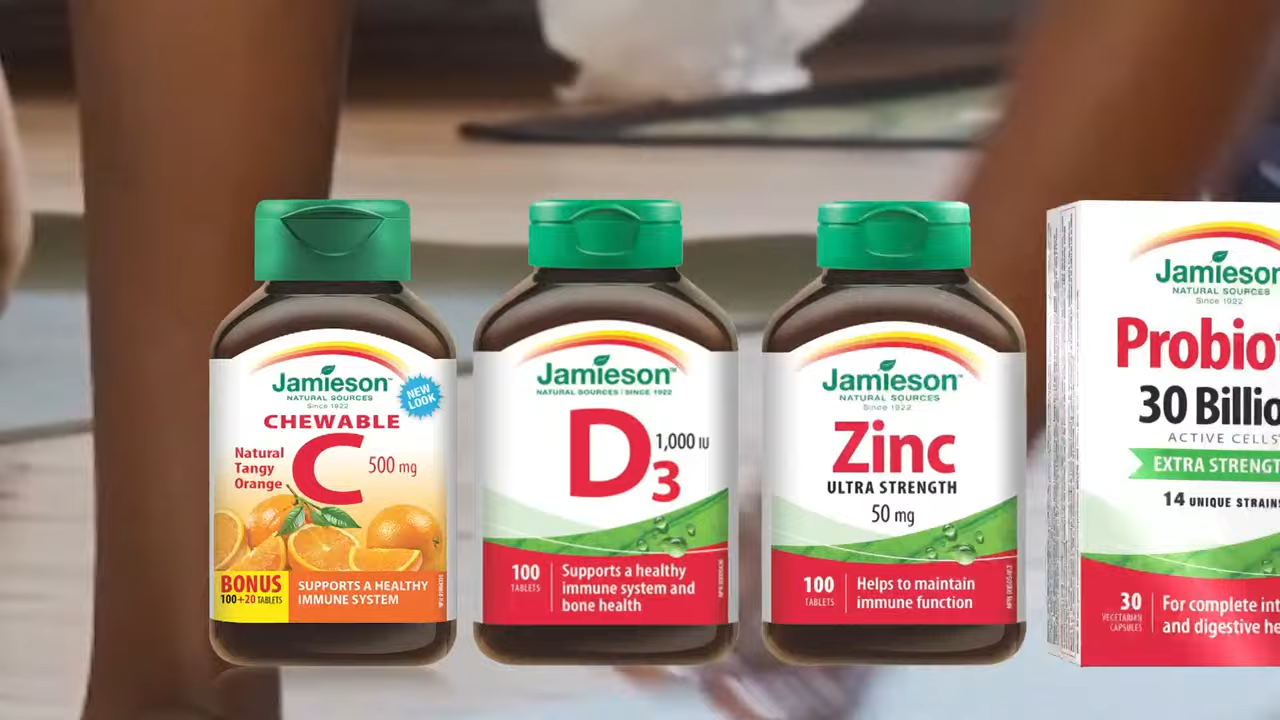 Jamieson™
NATURAL SOURCES
Since 1922
NEW
LOOK
CHEWABLE
Natural
Tangy
Orange
C
500 mg
BONUS
100+20 TABLETS
SUPPORTS A HEALTHY
IMMUNE SYSTEM
Jamieson™
NATURAL SOURCES | SINCE 1922
D3
1,000 IU
100
TABLETS
Supports a healthy
immune system and
bone health
Jamieson™
NATURAL SOURCES
Since 1922
Zinc
ULTRA STRENGTH
50 mg
100
TABLETS
Helps to maintain
immune function
Jamieson
NATURAL SOURCES
Since 1922
Probiot
30 Billio
ACTIVE CELLS
EXTRA STRENGT
14 UNIQUE STRAINS
30
VEGETARIAN
CAPSULES
For complete int
and digestive he